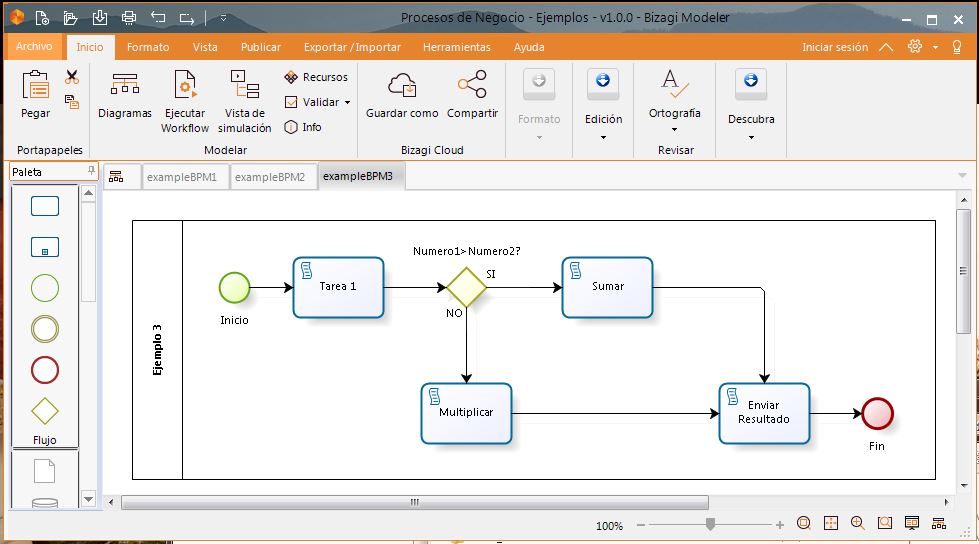 Procesos de Negocio - Ejemplos - v1.0.0 - Bizagi Modeler
Archivo Inicio Formato Vista Publicar Exportar / Importar Herramientas Ayuda Iniciar sesión
Pegar
Portapapeles
Diagramas
Ejecutar
Workflow
Vista de
simulación
Recursos
Validar
Info
Modelar
Guardar como
Compartir
Bizagi Cloud
Formato
Edición
Ortografía
Revisar
Descubra
Paleta
exampleBPM1 exampleBPM2 exampleBPM3
Flujo
Ejemplo 3
Numero1>Numero2?
Inicio
Tarea 1
SI
NO
Sumar
Multiplicar
Enviar
Resultado
Fin
100%